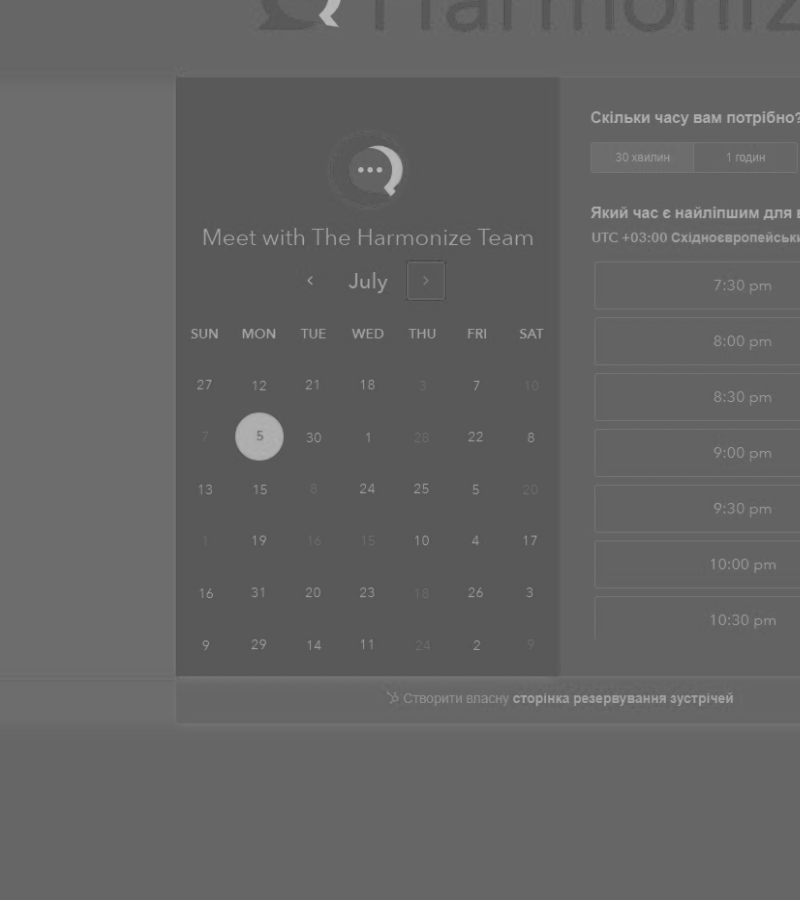 Harmoniz
Meet with The Harmonize Team
‹ July ›
SUN MON TUE WED THU FRI SAT
27 12 21 18 3 7 10
7 5 30 1 28 22 8
13 15 8 24 25 5 20
1 19 16 15 10 4 17
16 31 20 23 18 26 3
9 29 14 11 24 2 9
Скільки часу вам потрібно?
30 хвилин 1 годин
Який час є найліпшим для в
UTC +03:00 Східноєвропейськи
7:30 pm
8:00 pm
8:30 pm
9:00 pm
9:30 pm
10:00 pm
10:30 pm
Створити власну сторінка резервування зустрічей